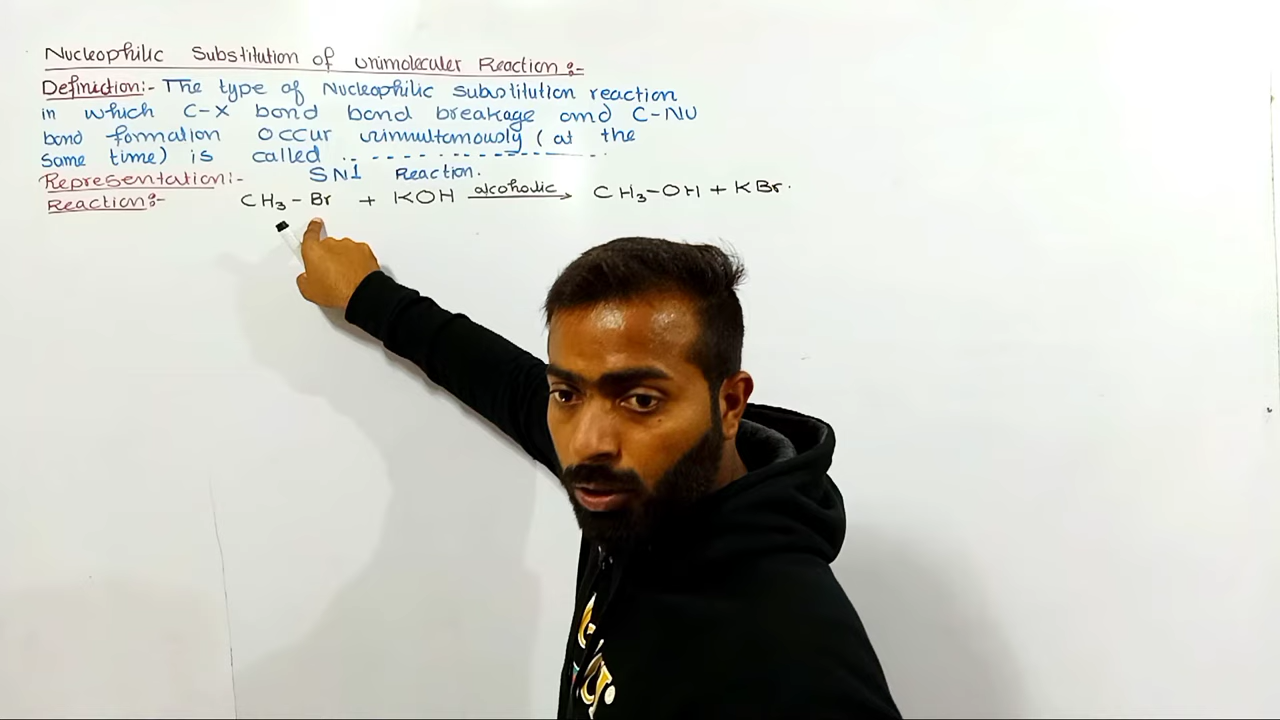 Nucleophilic Substitution of Unimoleculer Reaction:-
Definiction:- The type of Nucleophilic substitution reaction
in which C-X bond bond breakage and C-NU
bond formation occur
same time) is called
(at the
SN1 Reaction.
Representation:-
Reaction:- CH3-Br + KOH alcoholic → CH3-OH + KBr.